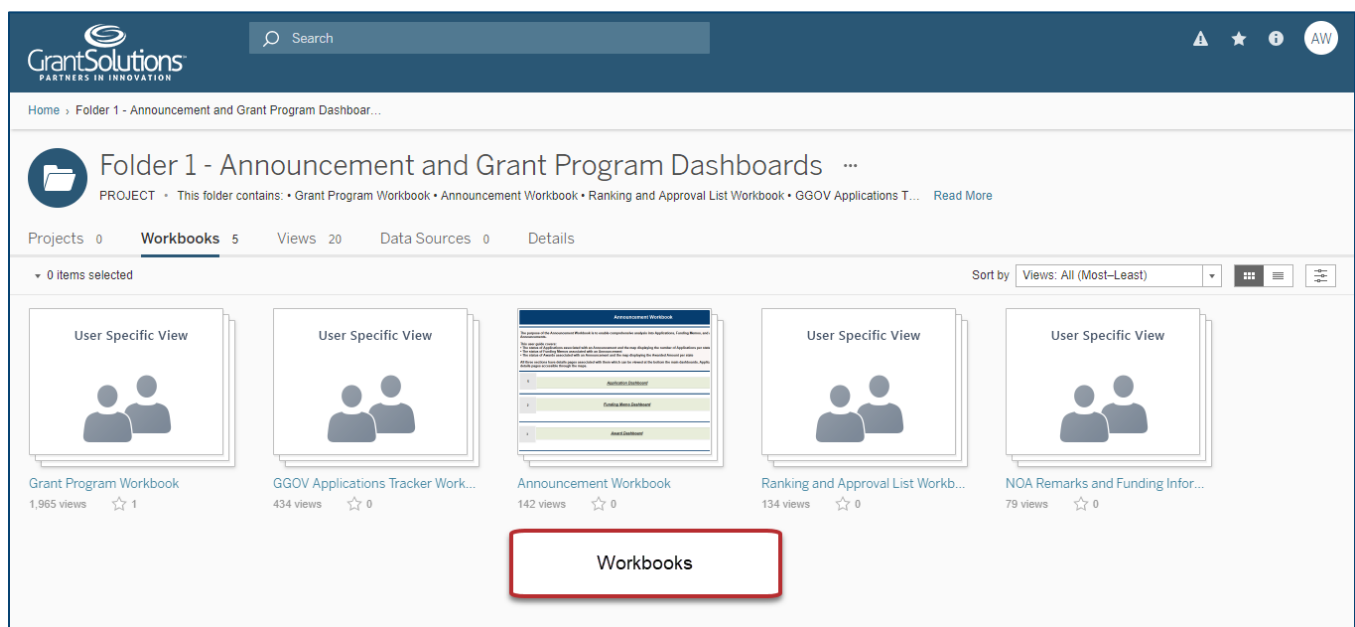 GrantSolutions
PARTNERS IN INNOVATION
Search
AW
Home › Folder 1 - Announcement and Grant Program Dashboar...
Folder 1 - Announcement and Grant Program Dashboards ...
PROJECT • This folder contains: • Grant Program Workbook • Announcement Workbook • Ranking and Approval List Workbook • GGOV Applications T... Read More
Projects 0 Workbooks 5 Views 20 Data Sources 0 Details
0 items selected
Sort by Views: All (Most–Least)
User Specific View
User Specific View
Announcement Workbook
Application Dashboard
Funding Memo Dashboard
Award Dashboard
User Specific View
User Specific View
Grant Program Workbook
1,965 views 1
GGOV Applications Tracker Work...
434 views 0
Announcement Workbook
142 views 0
Ranking and Approval List Workb...
134 views 0
NOA Remarks and Funding Infor...
79 views 0
Workbooks